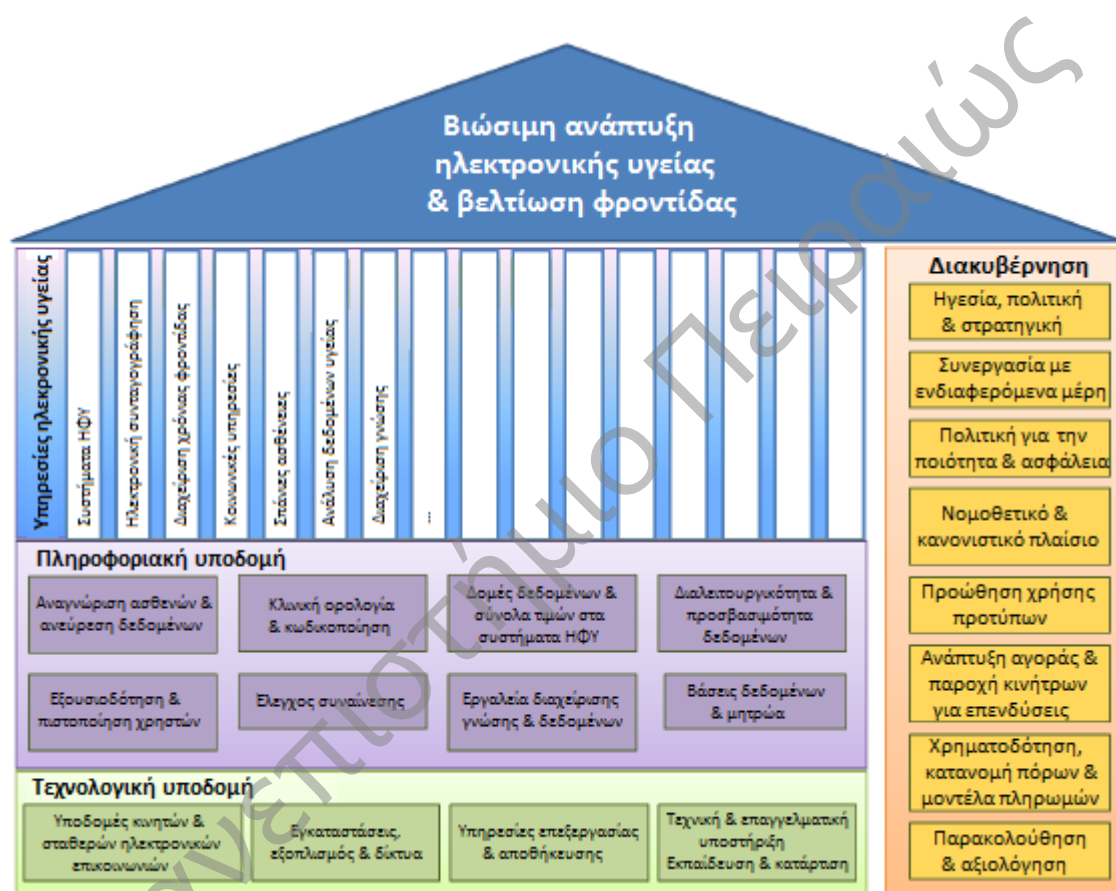 Βιώσιμη ανάπτυξη
ηλεκτρονικής υγείας
& βελτίωση φροντίδας
Υπηρεσίες ηλεκρονικής υγείας
Συστήματα ΗΦΥ
Ηλεκτρονική συνταγογράφηση
Διαχείριση χρόνιας φροντίδας
Κοινωνικές υπηρεσίες
Σπάνιες ασθένειες
Ανάλυση δεδομένων υγείας
Διαχείριση γνώσης
...
Πληροφοριακή υποδομή
Αναγνώριση ασθενών &
ανεύρεση δεδομένων
Κλινική ορολογία
& κωδικοποίηση
Δομές δεδομένων &
σύνολα τιμών στα
συστήματα ΗΦΥ
Διαλειτουργικότητα &
προσβασιμότητα
δεδομένων
Εξουσιοδότηση &
πιστοποίηση χρηστών
Έλεγχος συναίνεσης
Εργαλεία διαχείρισης
γνώσης & δεδομένων
Βάσεις δεδομένων
& μητρώα
Τεχνολογική υποδομή
Υποδομές κινητών &
σταθερών ηλεκτρονικών
επικοινωνιών
Εγκαταστάσεις,
εξοπλισμός & δίκτυα
Υπηρεσίες επεξεργασίας
& αποθήκευσης
Τεχνική & επαγγελματική
υποστήριξη
Εκπαίδευση & κατάρτιση
Διακυβέρνηση
Ηγεσία, πολιτική
& στρατηγική
Συνεργασία με
ενδιαφερόμενα μέρη
Πολιτική για την
ποιότητα & ασφάλεια
Νομοθετικό &
κανονιστικό πλαίσιο
Προώθηση χρήσης
προτύπων
Ανάπτυξη αγοράς &
παροχή κινήτρων
για επενδύσεις
Χρηματοδότηση,
κατανομή πόρων &
μοντέλα πληρωμών
Παρακολούθηση
& αξιολόγηση
Πανεπιστήμιο Πειραιώς